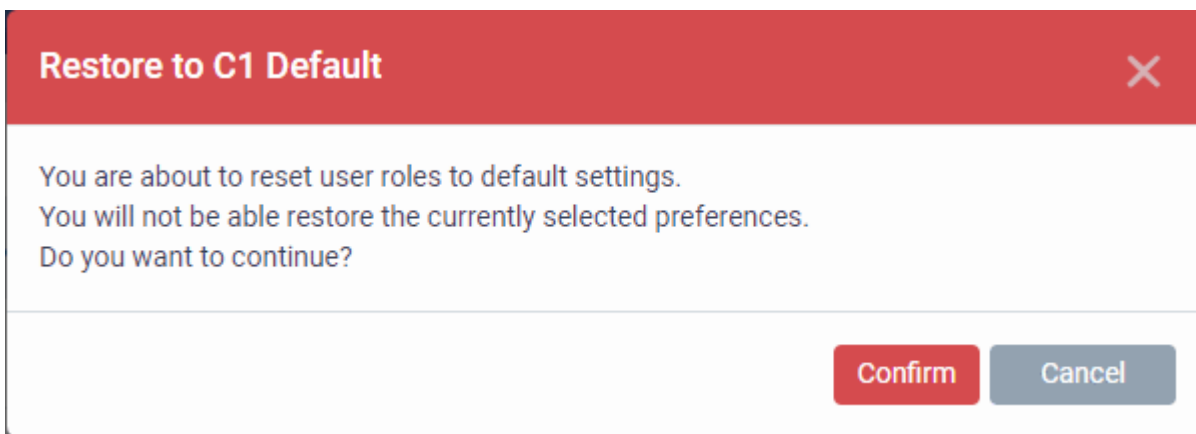 Restore to C1 Default
You are about to reset user roles to default settings.
You will not be able restore the currently selected preferences.
Do you want to continue?
Confirm
Cancel